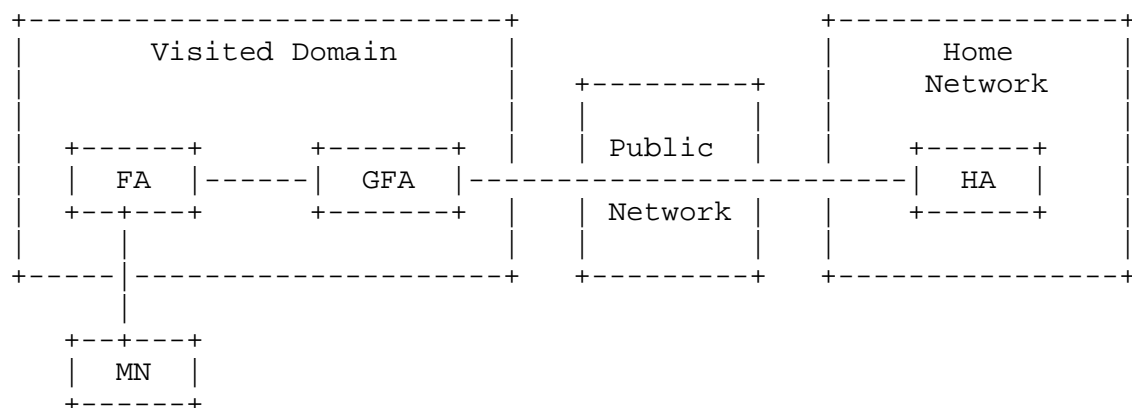 Visited Domain
Home
Network
Public
FA
GFA
HA
Network
MN